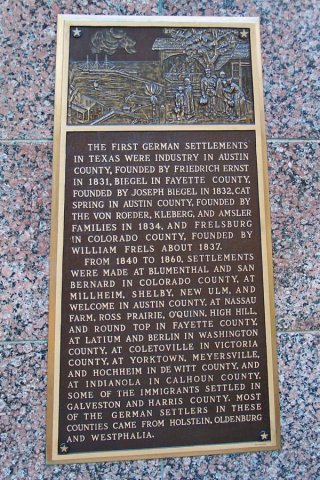 THE FIRST GERMAN SETTLEMENTS
IN TEXAS WERE INDUSTRY IN AUSTIN
COUNTY, FOUNDED BY FRIEDRICH ERNST
IN 1831, BIEGEL IN FAYETTE COUNTY,
FOUNDED BY JOSEPH BIEGEL IN 1832, CAT
SPRING IN AUSTIN COUNTY, FOUNDED BY
THE VON ROEDER, KLEBERG, AND AMSLER
FAMILIES IN 1834, AND FRELSBURG
IN COLORADO COUNTY, FOUNDED BY
WILLIAM FRELS ABOUT 1837.
FROM 1840 TO 1860, SETTLEMENTS
WERE MADE AT BLUMENTHAL AND SAN
BERNARD IN COLORADO COUNTY, AT
MILLHEIM, SHELBY, NEW ULM, AND
WELCOME IN AUSTIN COUNTY, AT NASSAU
FARM, ROSS PRAIRIE, O'QUINN, HIGH HILL,
AND ROUND TOP IN FAYETTE COUNTY,
AT LATIUM AND BERLIN IN WASHINGTON
COUNTY, AT COLETOVILLE IN VICTORIA
COUNTY, AT YORKTOWN, MEYERSVILLE,
AND HOCHHEIM IN DE WITT COUNTY, AND
AT INDIANOLA IN CALHOUN COUNTY.
SOME OF THE IMMIGRANTS SETTLED IN
GALVESTON AND HARRIS COUNTY. MOST
OF THE GERMAN SETTLERS IN THESE
COUNTIES CAME FROM HOLSTEIN, OLDENBURG
AND WESTPHALIA.